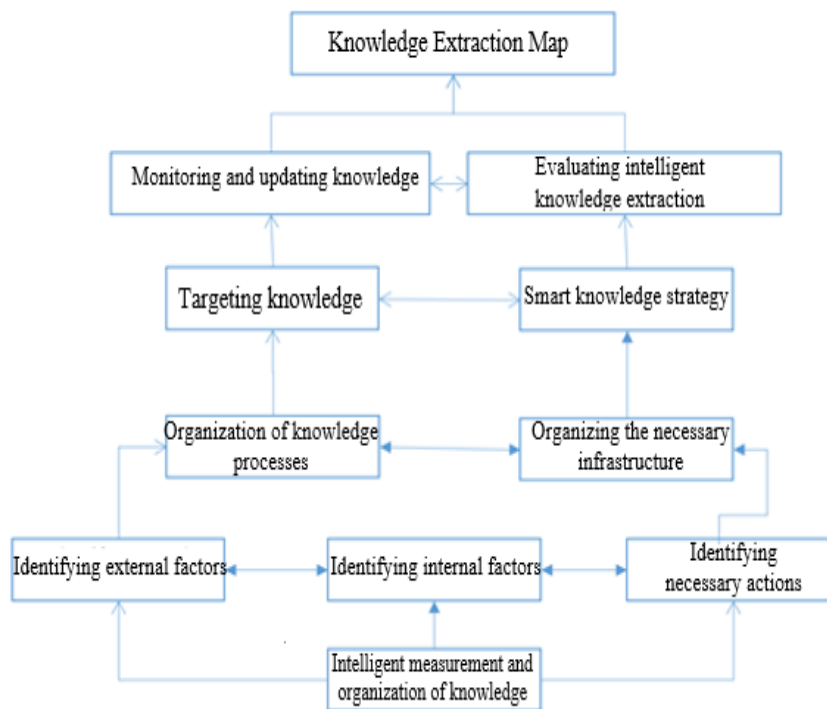 Knowledge Extraction Map
Monitoring and updating knowledge
Evaluating intelligent
knowledge extraction
Targeting knowledge
Smart knowledge strategy
Organization of knowledge
processes
Organizing the necessary
infrastructure
Identifying external factors
Identifying internal factors
Identifying
necessary actions
Intelligent measurement and
organization of knowledge